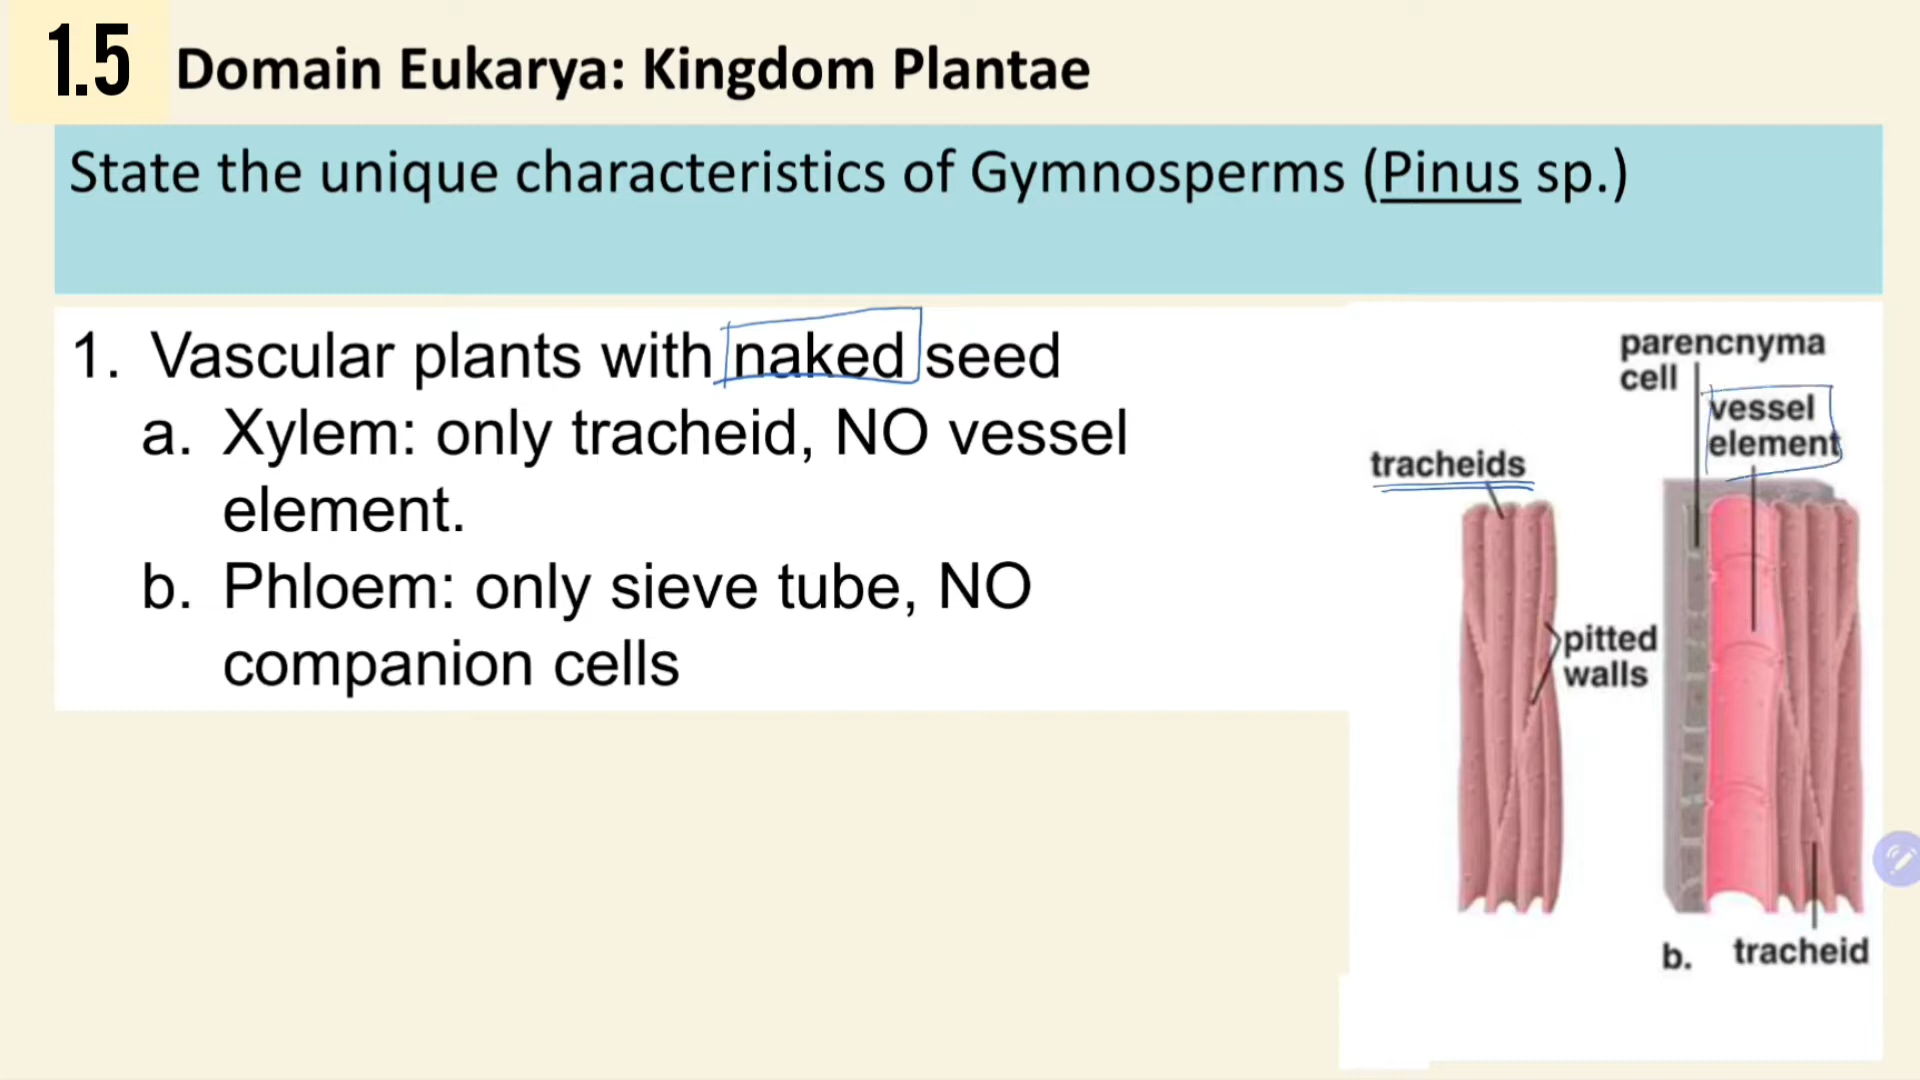 1.5 Domain Eukarya: Kingdom Plantae
State the unique characteristics of Gymnosperms (Pinus sp.)
1. Vascular plants with naked seed
a. Xylem: only tracheid, NO vessel
element.
b. Phloem: only sieve tube, NO
companion cells
parencnyma
cell
vessel
element
tracheids
pitted
walls
b. tracheid